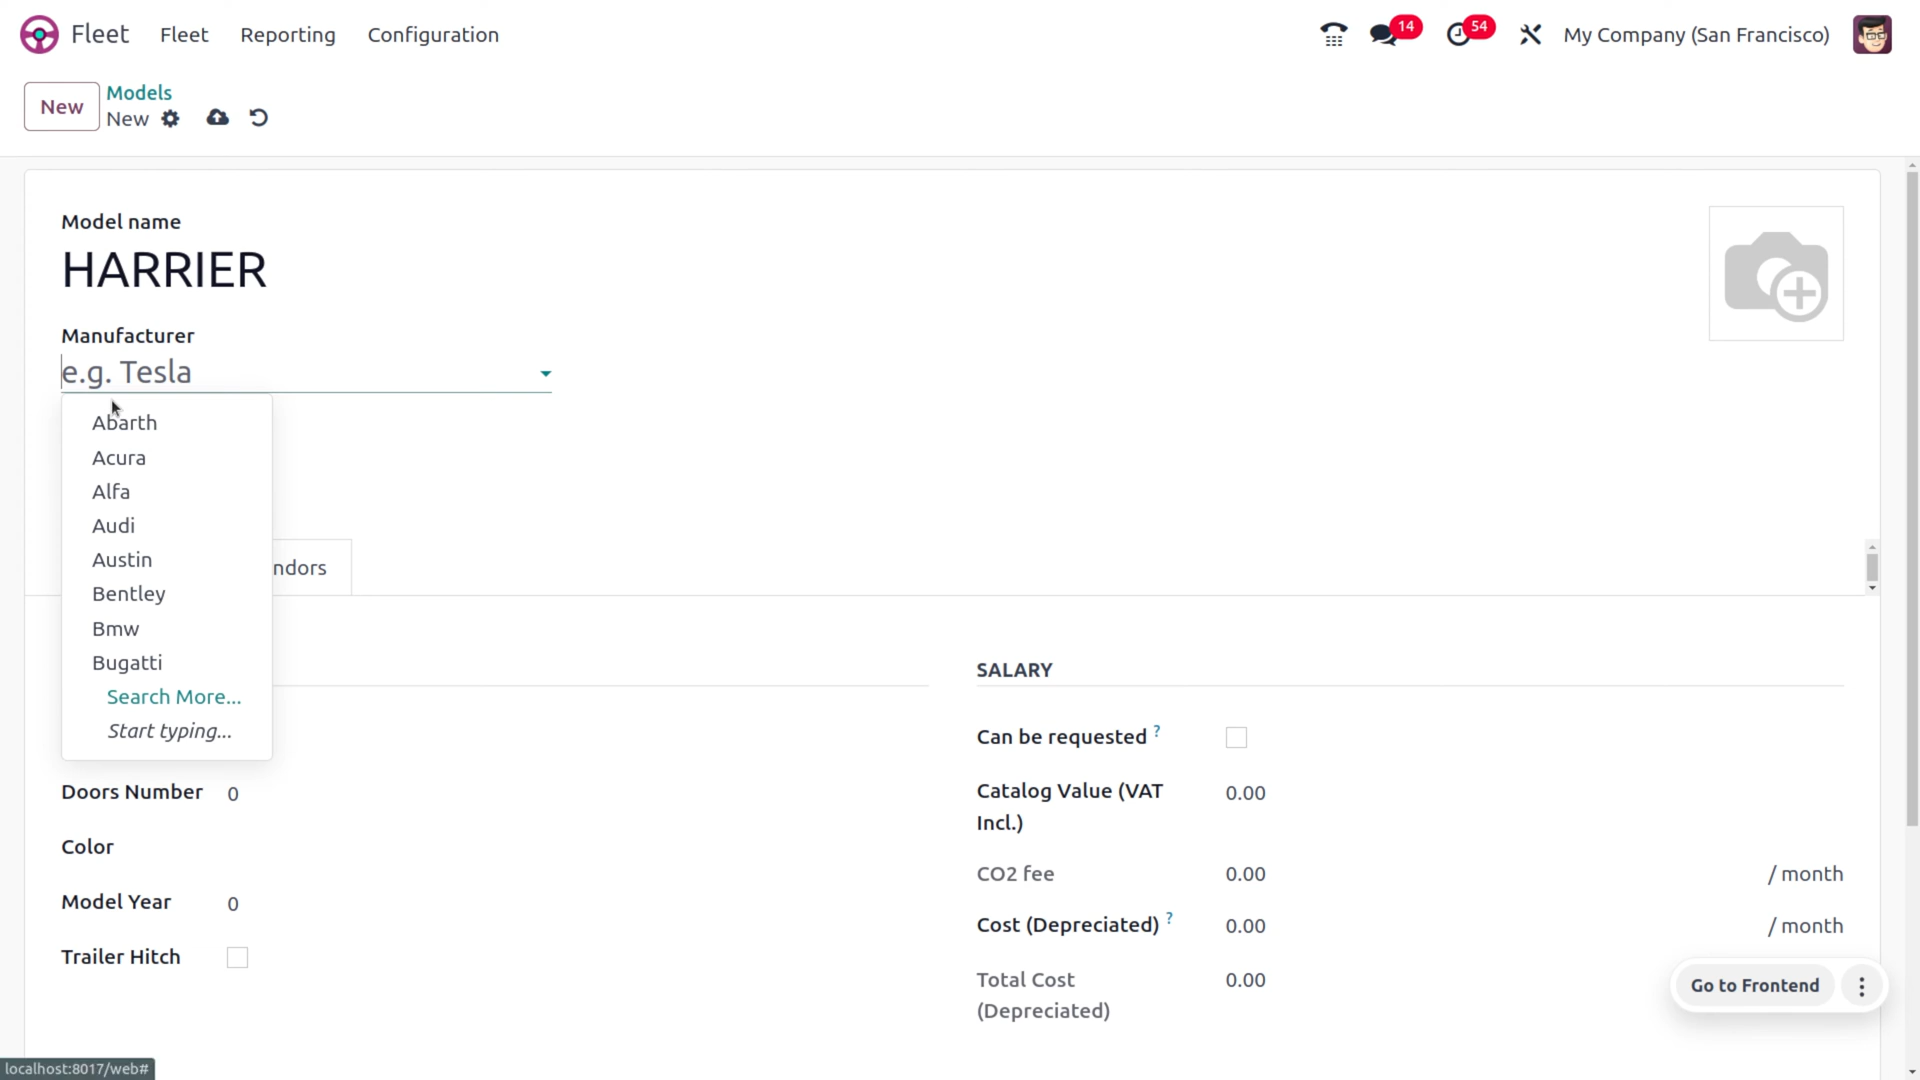 Fleet
Fleet Reporting Configuration
14
54
My Company (San Francisco)
New
Models
New
Model name
HARRIER
Manufacturer
e.g. Tesla
Abarth
Acura
Alfa
Audi
Austin
Bentley
Bmw
Bugatti
Search More...
Start typing...
ndors
Doors Number 0
Color
Model Year 0
Trailer Hitch
SALARY
Can be requested ?
Catalog Value (VAT
Incl.) 0.00
CO2 fee 0.00 / month
Cost (Depreciated) ? 0.00 / month
Total Cost
(Depreciated) 0.00
Go to Frontend
localhost:8017/web#